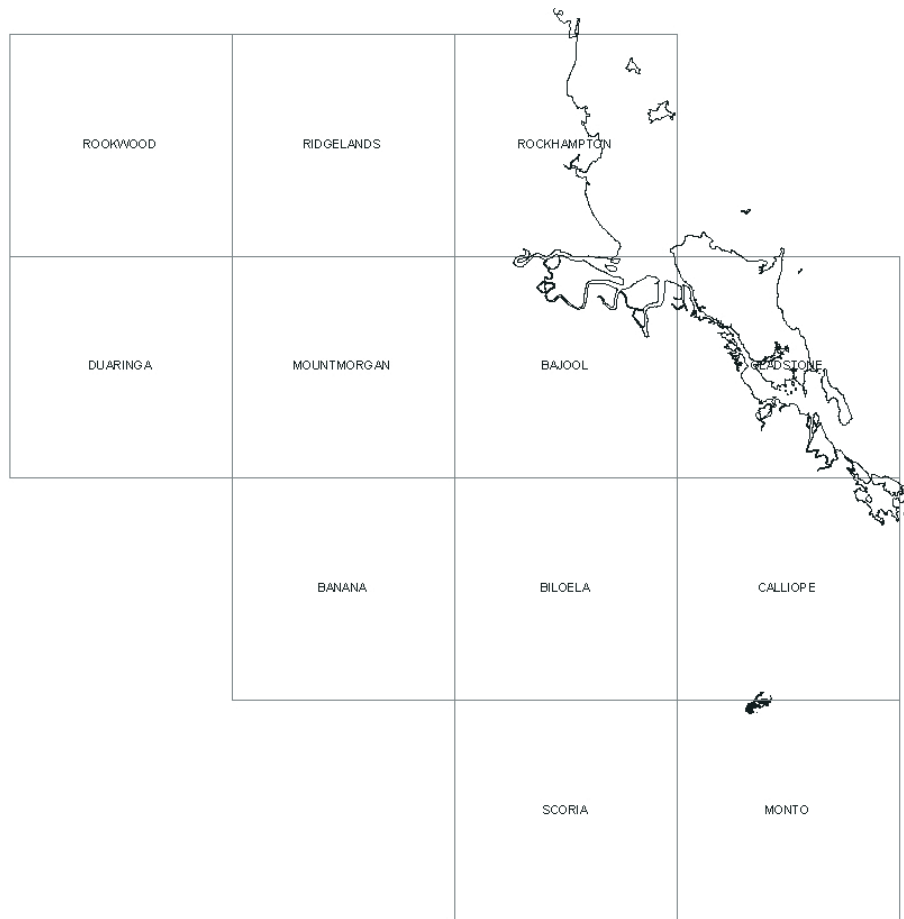 ROOKWOOD
RIDGELANDS
ROCKHAMPTON
DUARINGA
MOUNTMORGAN
BAJOOL
GLADSTONE
BANANA
BILOELA
CALLIOPE
SCORIA
MONTO